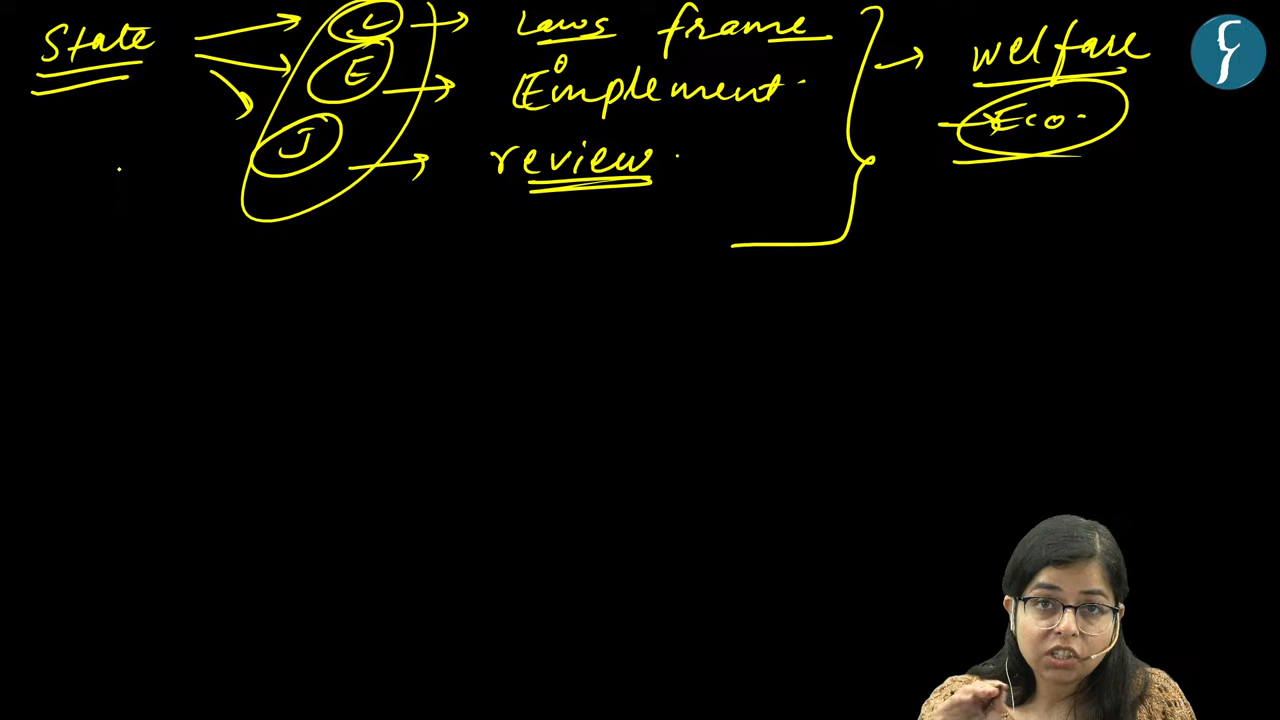 State → L → Laws frame → welfare
E → Implement. → Eco.
J → review.